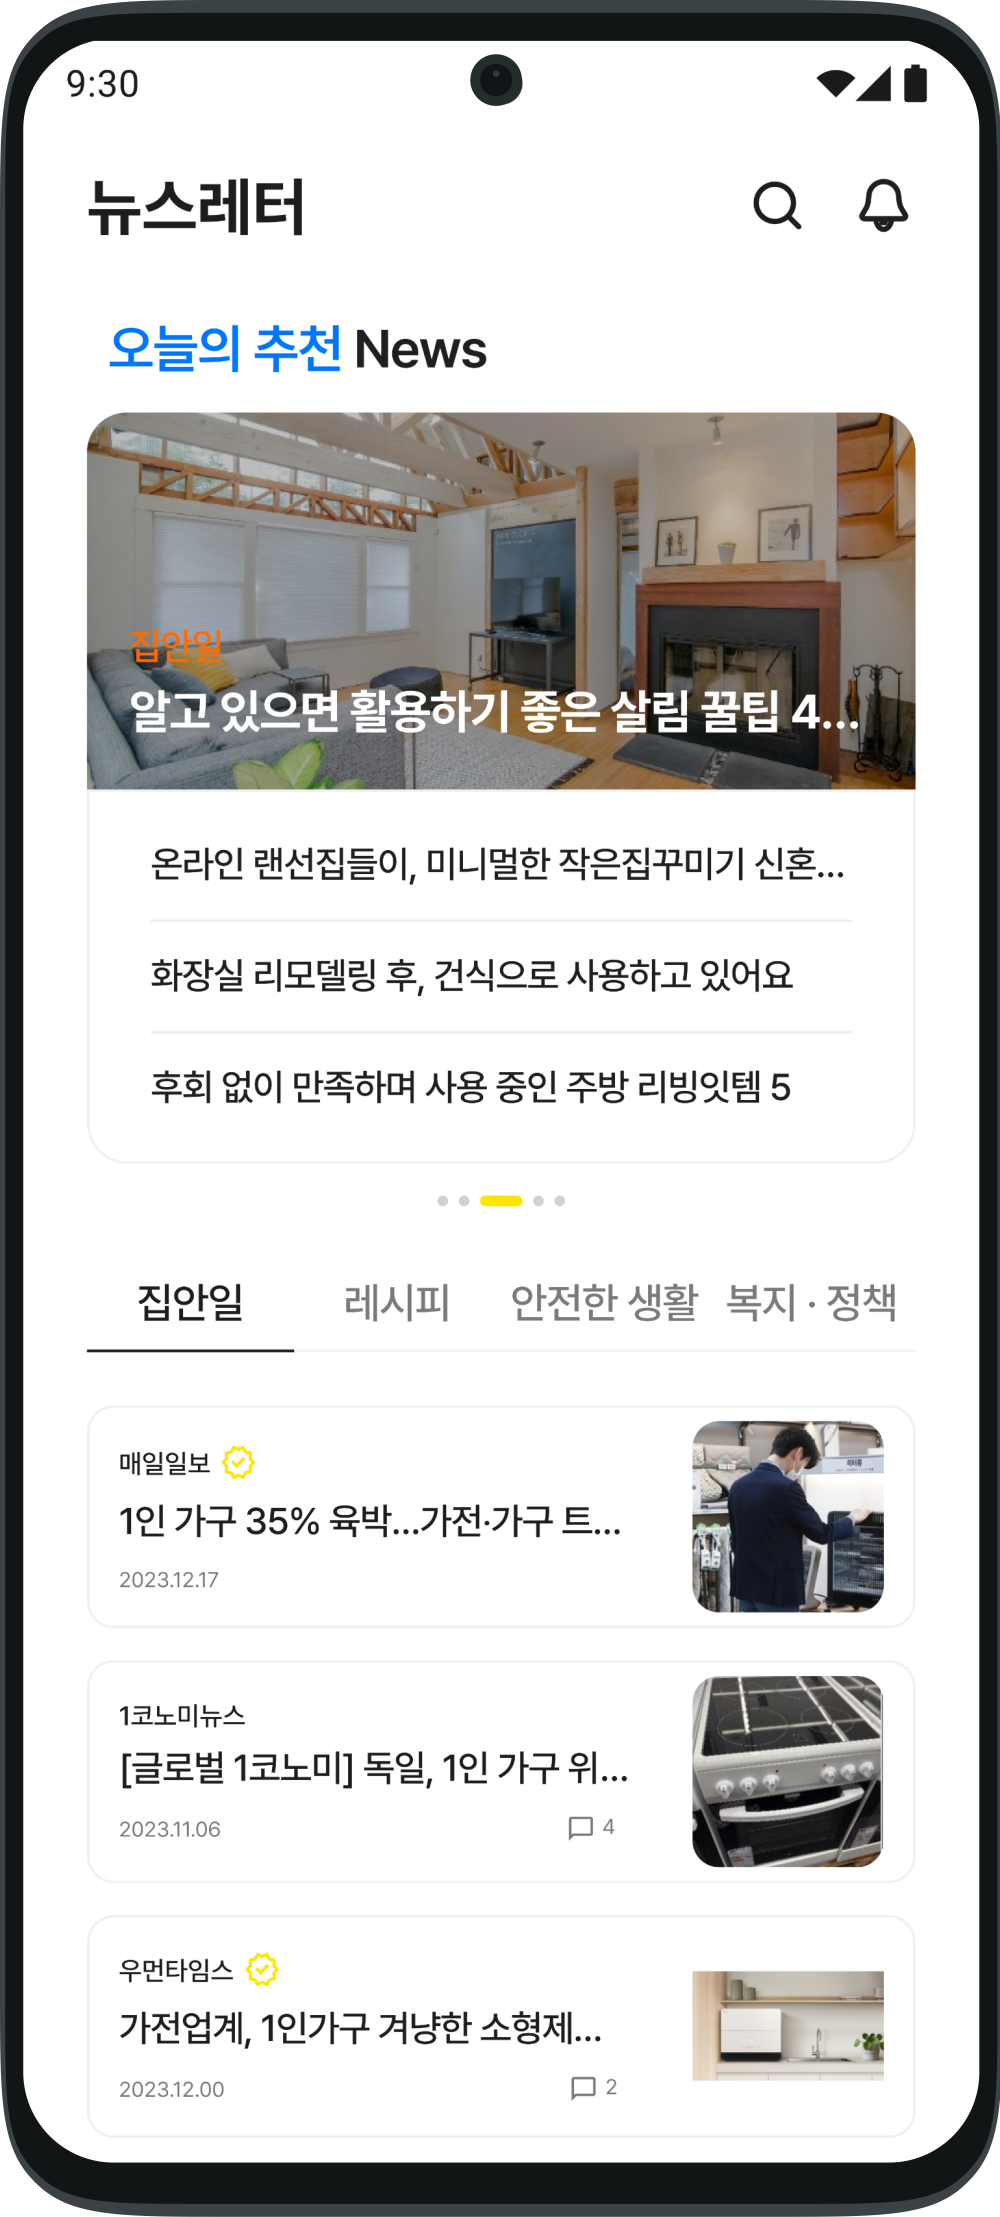 9:30
뉴스레터
오늘의 추천 News
집안일
알고 있으면 활용하기 좋은 살림 꿀팁 4...
온라인 랜선집들이, 미니멀한 작은집꾸미기 신혼...
화장실 리모델링 후, 건식으로 사용하고 있어요
후회 없이 만족하며 사용 중인 주방 리빙잇템 5
집안일 레시피 안전한 생활 복지 · 정책
매일일보
1인 가구 35% 육박...가전·가구 트...
2023.12.17
1코노미뉴스
[글로벌 1코노미] 독일, 1인 가구 위...
2023.11.06 4
우먼타임스
가전업계, 1인가구 겨냥한 소형제...
2023.12.00 2